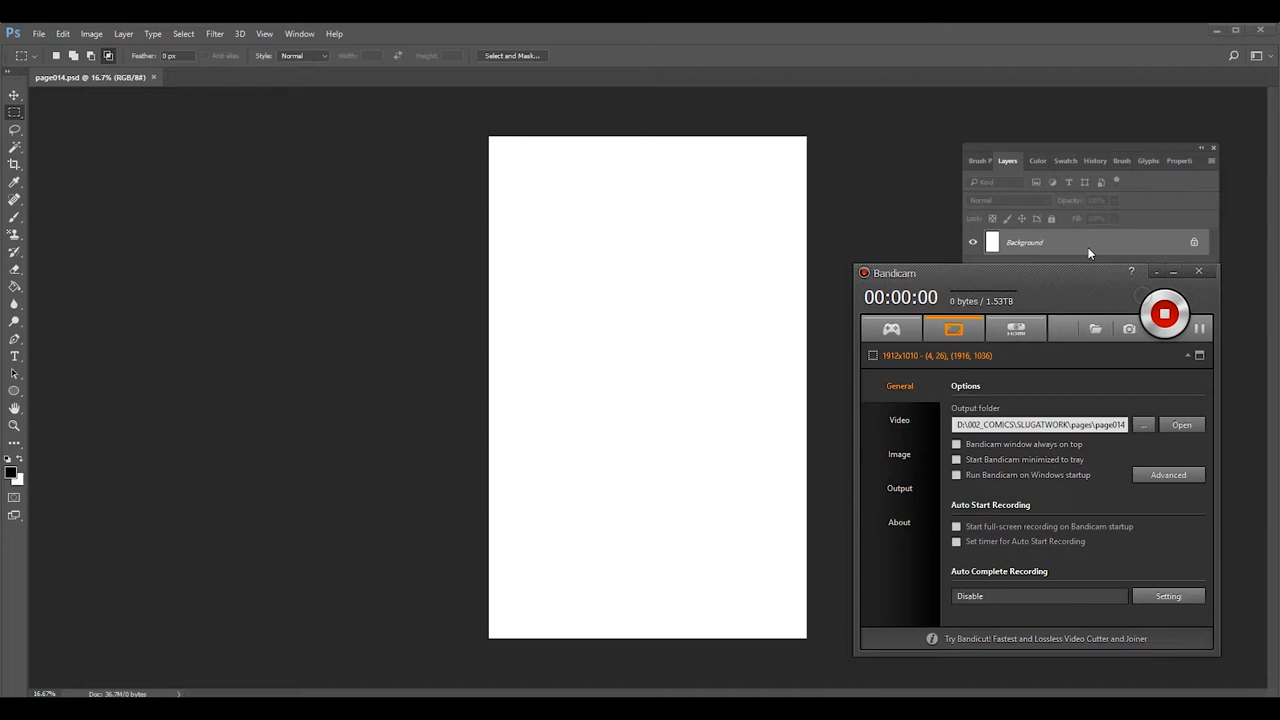 Ps File Edit Image Layer Type Select Filter 3D View Window Help
Feather: 0 px Anti-alias Style: Normal Width: Height: Select and Mask...
page014.psd @ 16.7% (RGB/8#) ×
Brush P Layers Color Swatch History Brush Glyphs Properti
Kind
Normal Opacity: 100%
Lock: Fill: 100%
Background
Bandicam ?
00:00:00 0 bytes / 1.53TB
HDMI
1912x1010 - (4, 26), (1916, 1036)
General
Options
Output folder
Video
D:\002_COMICS\SLUGATWORK\pages\page014 ... Open
Bandicam window always on top
Image
Start Bandicam minimized to tray
Run Bandicam on Windows startup Advanced
Output
Auto Start Recording
About
Start full-screen recording on Bandicam startup
Set timer for Auto Start Recording
Auto Complete Recording
Disable Setting
Try Bandicut! Fastest and Lossless Video Cutter and Joiner
16.67% Doc: 36.7M/0 bytes